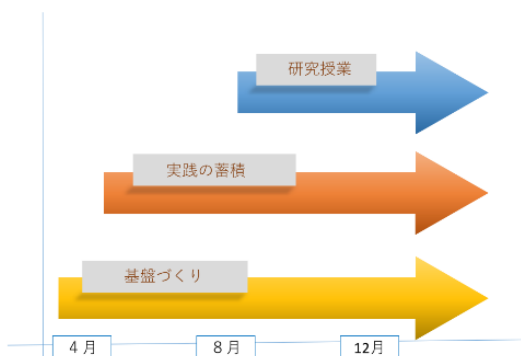 研究授業
実践の蓄積
基盤づくり
４月
８月
12月